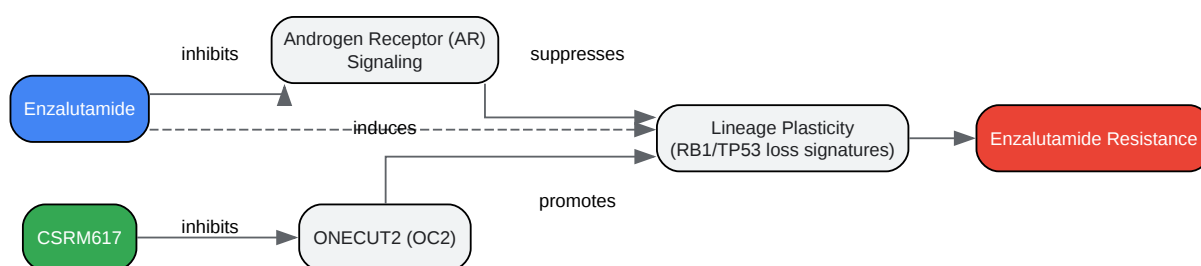 Androgen Receptor (AR)
Signaling
inhibits
suppresses
Enzalutamide
induces
Lineage Plasticity
(RB1/TP53 loss signatures)
Enzalutamide Resistance
promotes
CSRM617
inhibits
ONECUT2 (OC2)